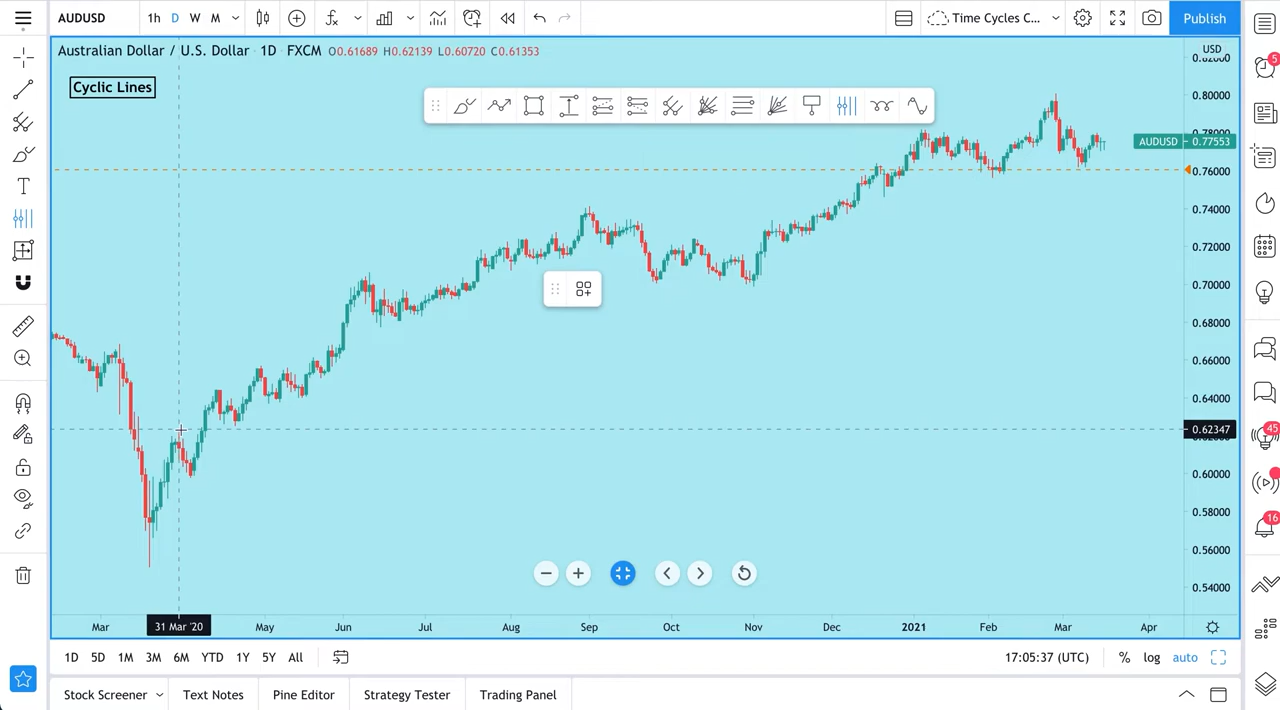 AUDUSD 1h D W M Time Cycles C... Publish
Australian Dollar / U.S. Dollar · 1D · FXCM O0.61689 H0.62139 L0.60720 C0.61353
USD
Cyclic Lines
0.82000
0.80000
0.78000
AUDUSD 0.77553
0.76000
0.74000
0.72000
0.70000
0.68000
0.66000
0.64000
0.62347
0.60000
0.58000
0.56000
0.54000
5
45
16
Mar 31 Mar '20 May Jun Jul Aug Sep Oct Nov Dec 2021 Feb Mar Apr
1D 5D 1M 3M 6M YTD 1Y 5Y All 17:05:37 (UTC) % log auto
Stock Screener Text Notes Pine Editor Strategy Tester Trading Panel